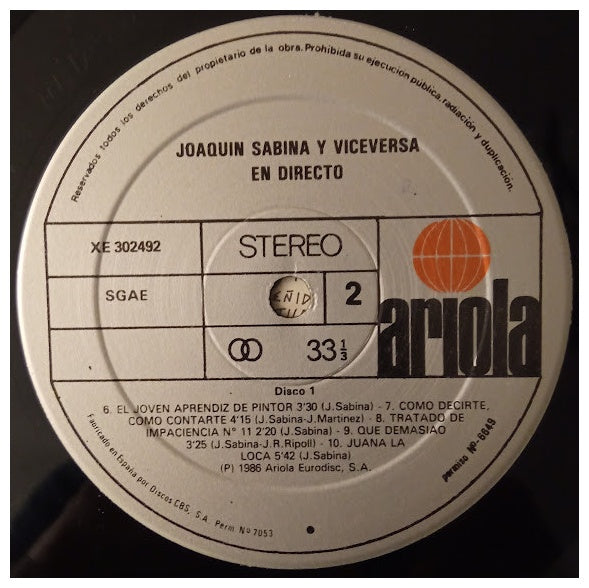 Reservados todos los derechos del propietario de la obra. Prohibida su ejecución pública, radiación y duplicación.
JOAQUIN SABINA Y VICEVERSA
EN DIRECTO
XE 302492
STEREO
SGAE
2
33 1/3
ariola
Disco 1
6. EL JOVEN APRENDIZ DE PINTOR 3'30 (J.Sabina) - 7. COMO DECIRTE,
COMO CONTARTE 4'15 (J.Sabina-J.Martinez) - 8. TRATADO DE
IMPACIENCIA N° 11 2'20 (J.Sabina) - 9. QUE DEMASIAO
3'25 (J.Sabina-J.R.Ripoll) - 10. JUANA LA
LOCA 5'42 (J.Sabina)
(P) 1986 Ariola Eurodisc, S.A.
Fabricado en España por Discos CBS, S.A. Perm. Nº 7053
permiso Nº-6649